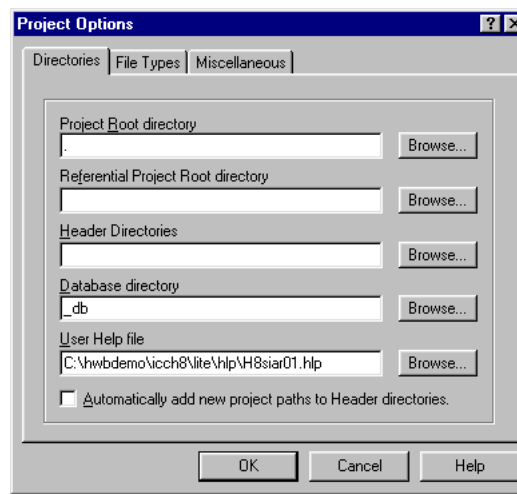 Project Options
Directories File Types Miscellaneous
Project Root directory
. Browse...
Referential Project Root directory
Browse...
Header Directories
Browse...
Database directory
_db Browse...
User Help file
C:\hwbdemo\icch8\lite\hlp\H8siar01.hlp Browse...
Automatically add new project paths to Header directories.
OK Cancel Help